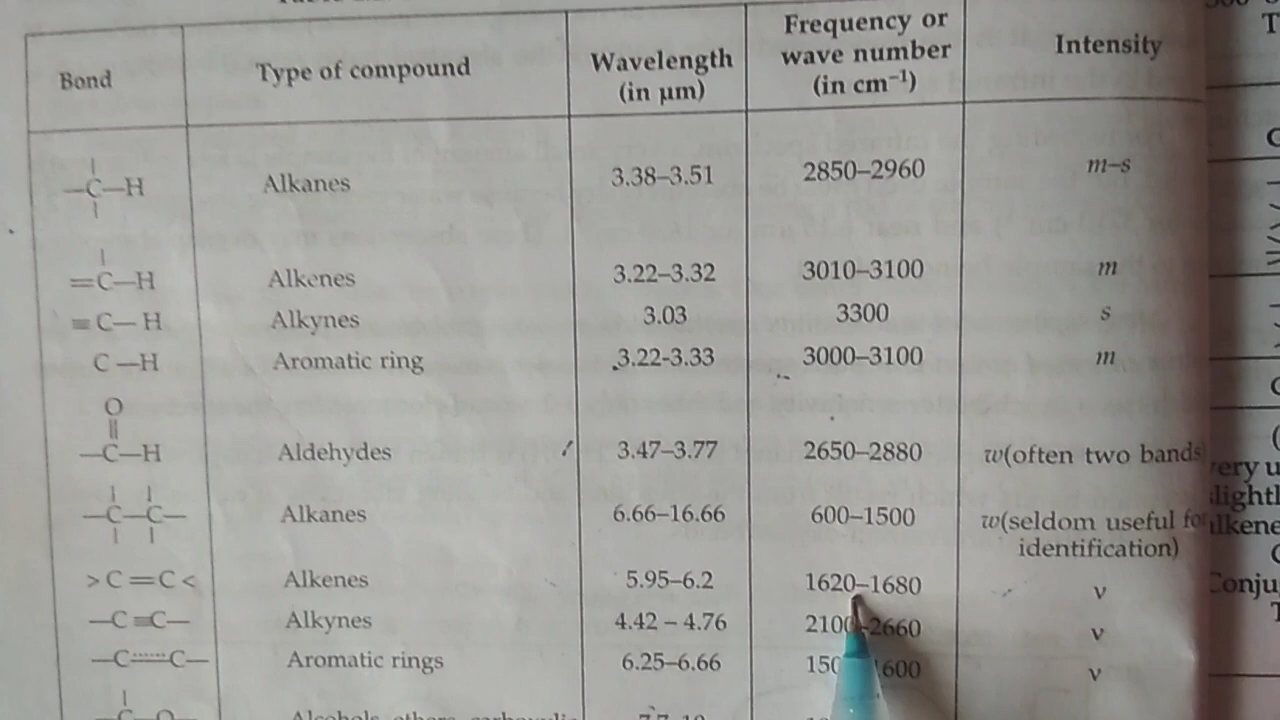 Bond Type of compound Wavelength (in μm) Frequency or wave number (in cm⁻¹) Intensity
—C—H Alkanes 3.38–3.51 2850–2960 m–s
=C—H Alkenes 3.22–3.32 3010–3100 m
≡C—H Alkynes 3.03 3300 s
C—H Aromatic ring 3.22-3.33 3000–3100 m
O
‖
—C—H Aldehydes 3.47–3.77 2650–2880 w(often two bands
—C—C— Alkanes 6.66–16.66 600–1500 w(seldom useful for identification)
>C=C< Alkenes 5.95–6.2 1620–1680 v
—C≡C— Alkynes 4.42 – 4.76 2100–2660 v
—C┈C— Aromatic rings 6.25–6.66 v